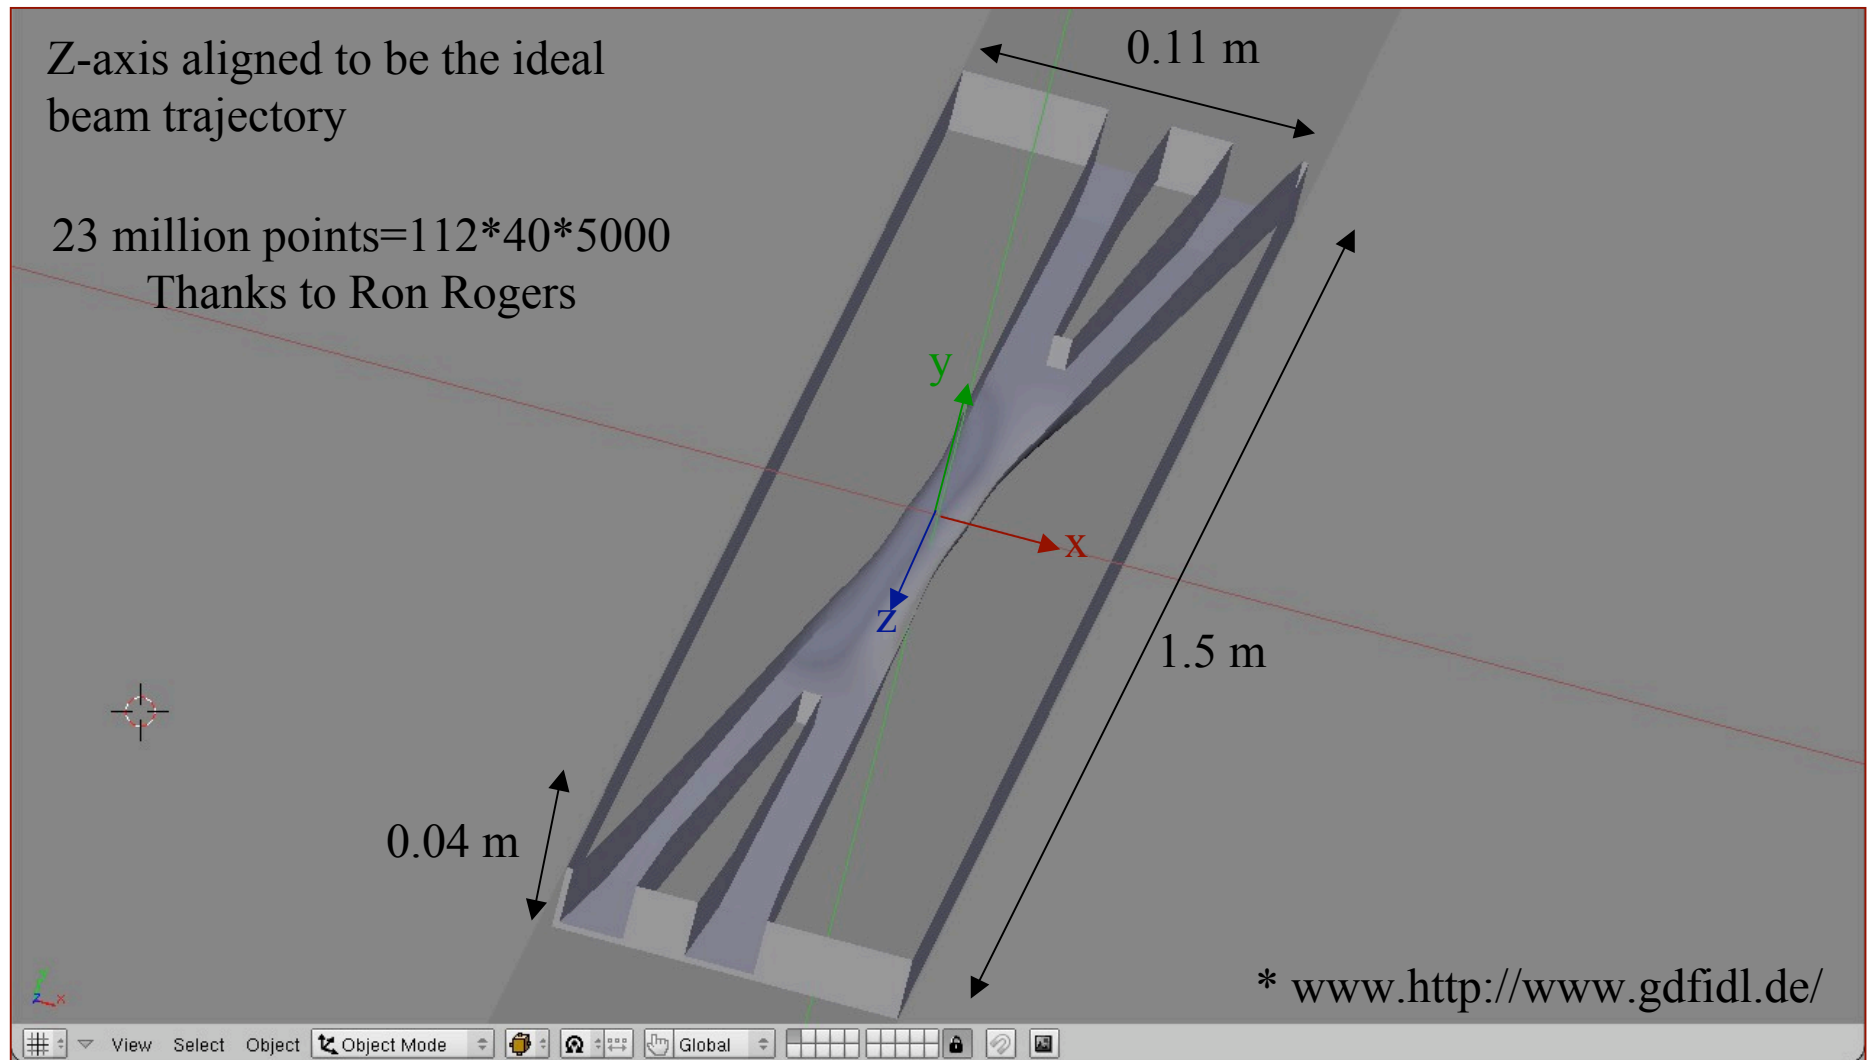 Z-axis aligned to be the ideal
beam trajectory
0.11 m
23 million points=112*40*5000
Thanks to Ron Rogers
y
x
z
1.5 m
0.04 m
* www.http://www.gdfidl.de/
y
z x
View Select Object Object Mode Global